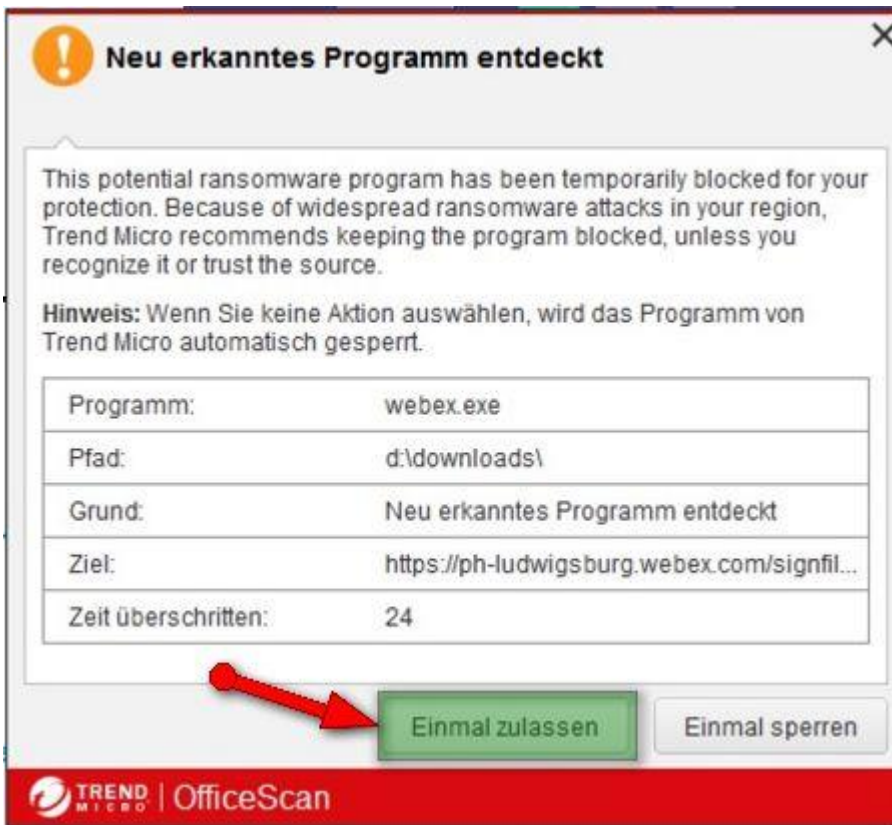 Neu erkanntes Programm entdeckt
This potential ransomware program has been temporarily blocked for your
protection. Because of widespread ransomware attacks in your region,
Trend Micro recommends keeping the program blocked, unless you
recognize it or trust the source.
Hinweis: Wenn Sie keine Aktion auswählen, wird das Programm von
Trend Micro automatisch gesperrt.
Programm: webex.exe
Pfad: d:\downloads\
Grund: Neu erkanntes Programm entdeckt
Ziel: https://ph-ludwigsburg.webex.com/signfil...
Zeit überschritten: 24
Einmal zulassen Einmal sperren
TREND MICRO | OfficeScan